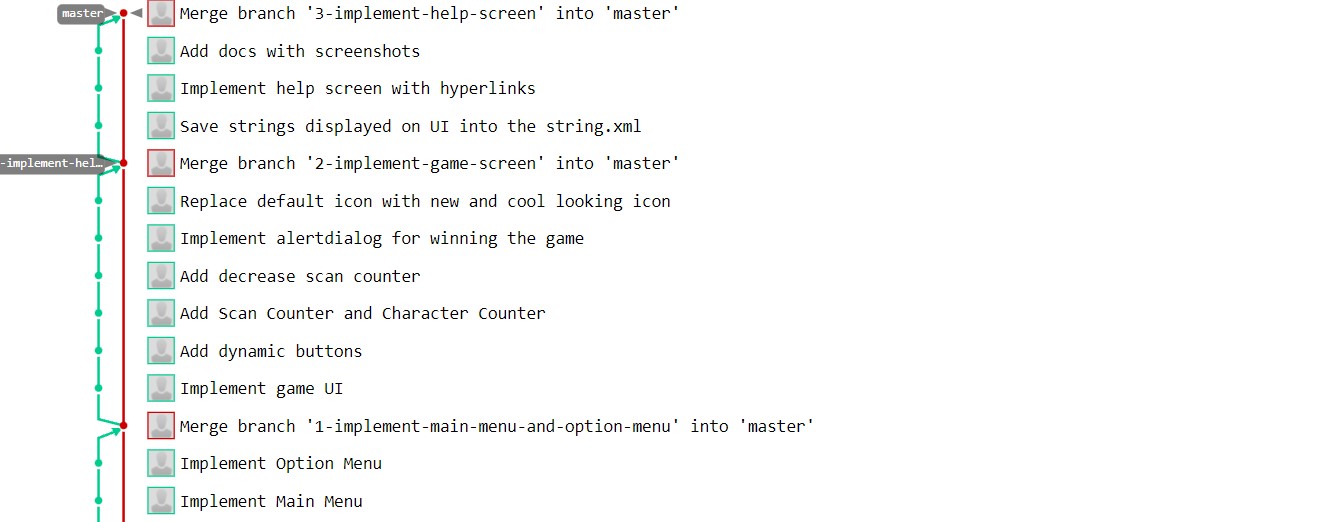 master
Merge branch '3-implement-help-screen' into 'master'
Add docs with screenshots
Implement help screen with hyperlinks
Save strings displayed on UI into the string.xml
-implement-hel…
Merge branch '2-implement-game-screen' into 'master'
Replace default icon with new and cool looking icon
Implement alertdialog for winning the game
Add decrease scan counter
Add Scan Counter and Character Counter
Add dynamic buttons
Implement game UI
Merge branch '1-implement-main-menu-and-option-menu' into 'master'
Implement Option Menu
Implement Main Menu